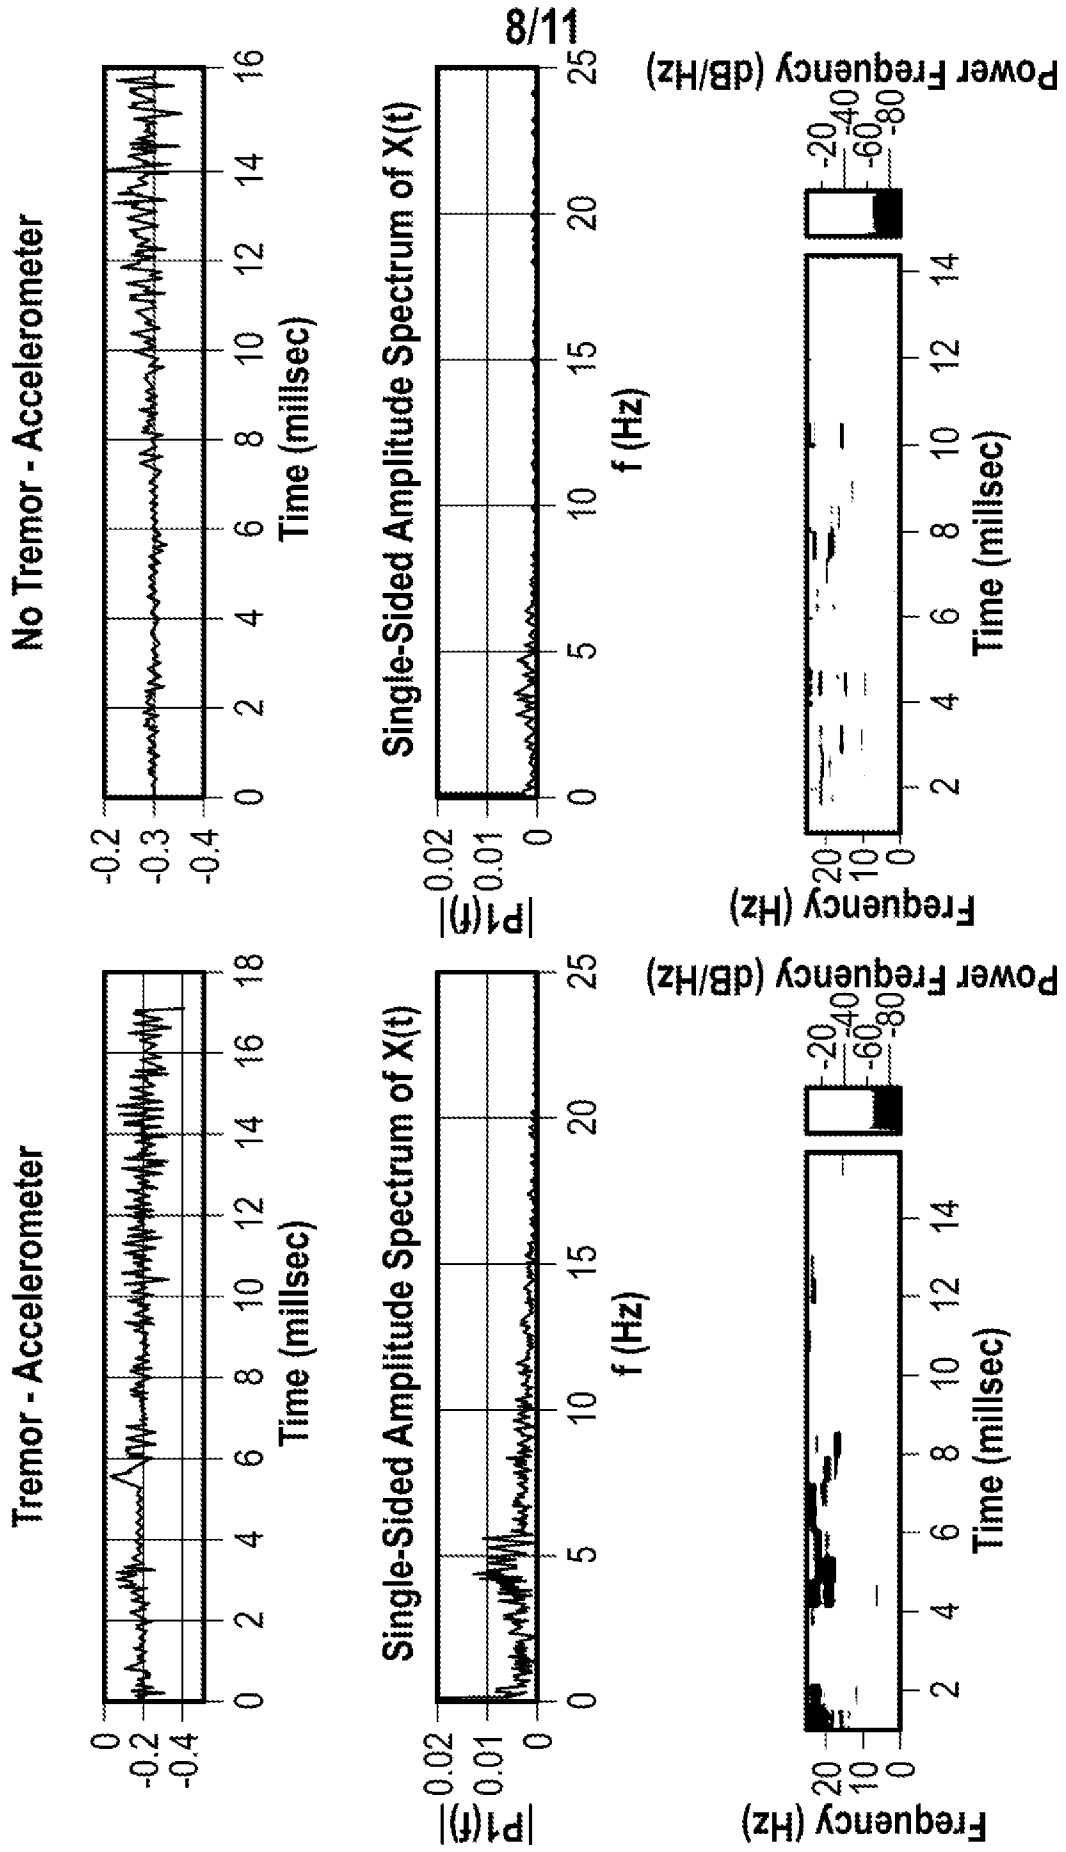 8/11
Tremor - Accelerometer
0
-0.2
-0.4
0 2 4 6 8 10 12 14 16 18
Time (millsec)
Single-Sided Amplitude Spectrum of X(t)
|P1(f)|
0.02
0.01
0
0 5 10 15 20 25
f (Hz)
Frequency (Hz)
20
10
0
2 4 6 8 10 12 14
Time (millsec)
-20
-40
-60
-80
Power Frequency (dB/Hz)
No Tremor - Accelerometer
-0.2
-0.3
-0.4
0 2 4 6 8 10 12 14 16
Time (millsec)
Single-Sided Amplitude Spectrum of X(t)
|P1(f)|
0.02
0.01
0
0 5 10 15 20 25
f (Hz)
Frequency (Hz)
20
10
0
2 4 6 8 10 12 14
Time (millsec)
-20
-40
-60
-80
Power Frequency (dB/Hz)